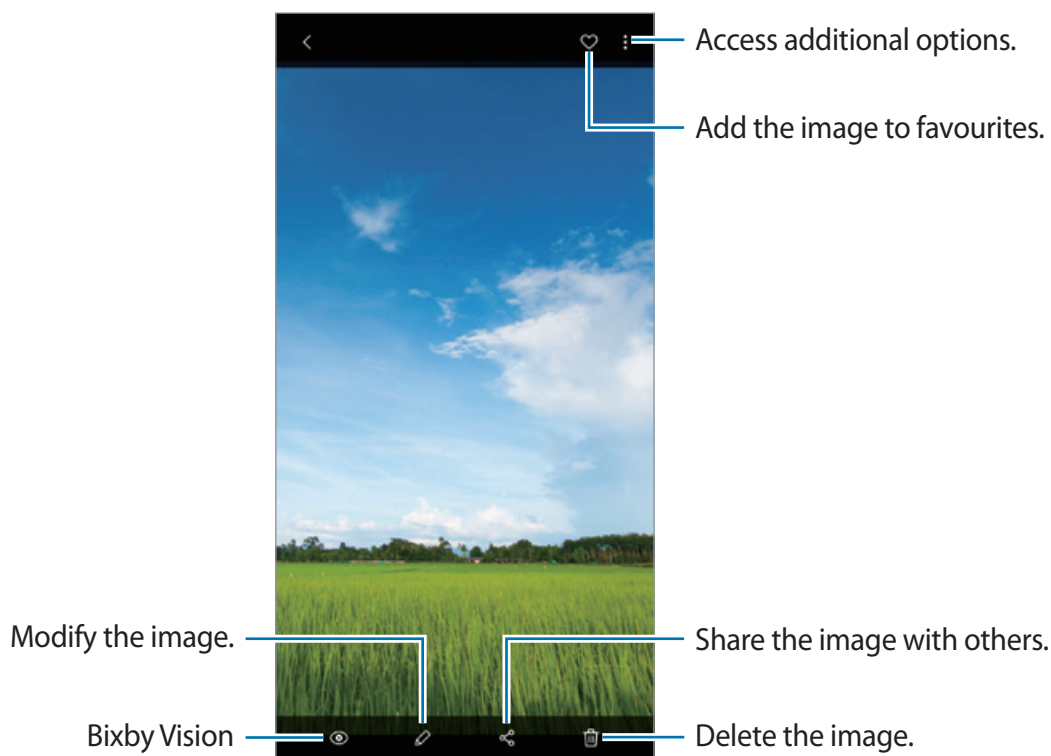 Access additional options.
Add the image to favourites.
Modify the image.
Share the image with others.
Bixby Vision
Delete the image.